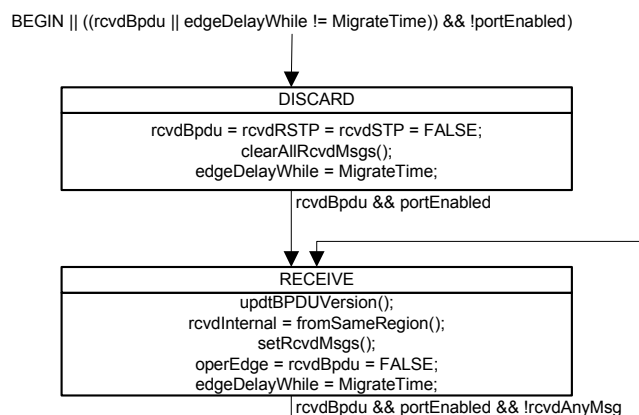 BEGIN || ((rcvdBpdu || edgeDelayWhile != MigrateTime)) && !portEnabled)
DISCARD
rcvdBpdu = rcvdRSTP = rcvdSTP = FALSE;
clearAllRcvdMsgs();
edgeDelayWhile = MigrateTime;
rcvdBpdu && portEnabled
RECEIVE
updtBPDUVersion();
rcvdInternal = fromSameRegion();
setRcvdMsgs();
operEdge = rcvdBpdu = FALSE;
edgeDelayWhile = MigrateTime;
rcvdBpdu && portEnabled && !rcvdAnyMsg